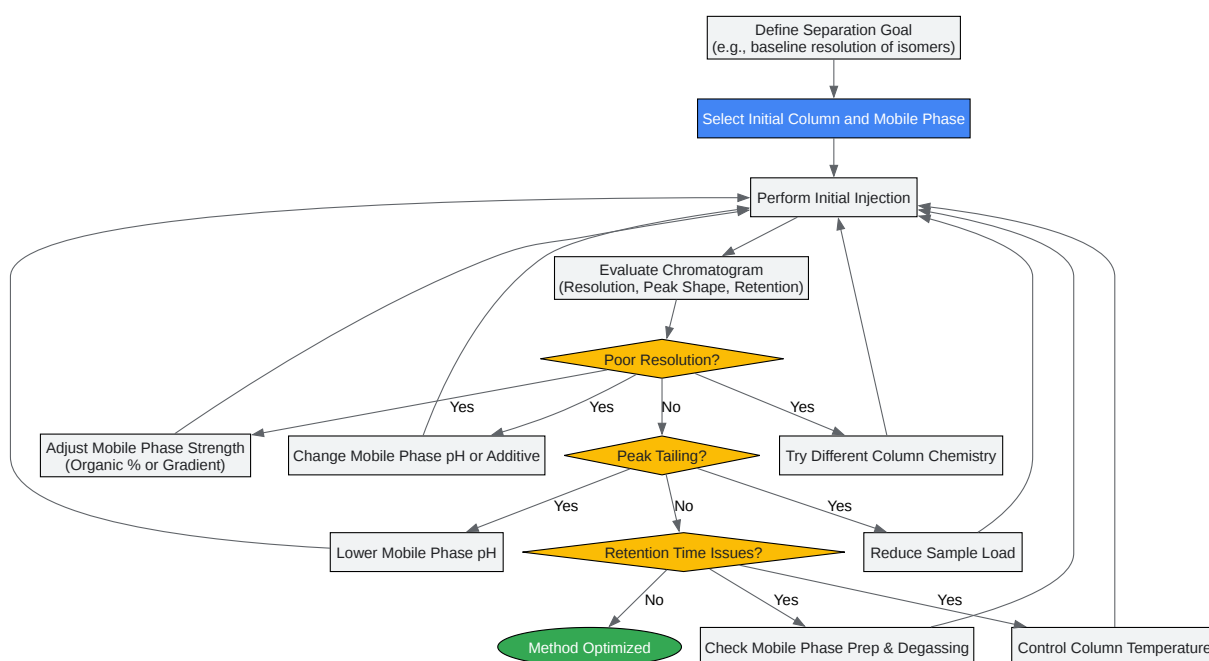 Define Separation Goal
(e.g., baseline resolution of isomers)
Select Initial Column and Mobile Phase
Perform Initial Injection
Evaluate Chromatogram
(Resolution, Peak Shape, Retention)
Poor Resolution?
Yes
Yes
No
Yes
Adjust Mobile Phase Strength
(Organic % or Gradient)
Change Mobile Phase pH or Additive
Peak Tailing?
Try Different Column Chemistry
Yes
No
Yes
Lower Mobile Phase pH
Retention Time Issues?
Reduce Sample Load
No
Yes
Yes
Method Optimized
Check Mobile Phase Prep & Degassing
Control Column Temperature